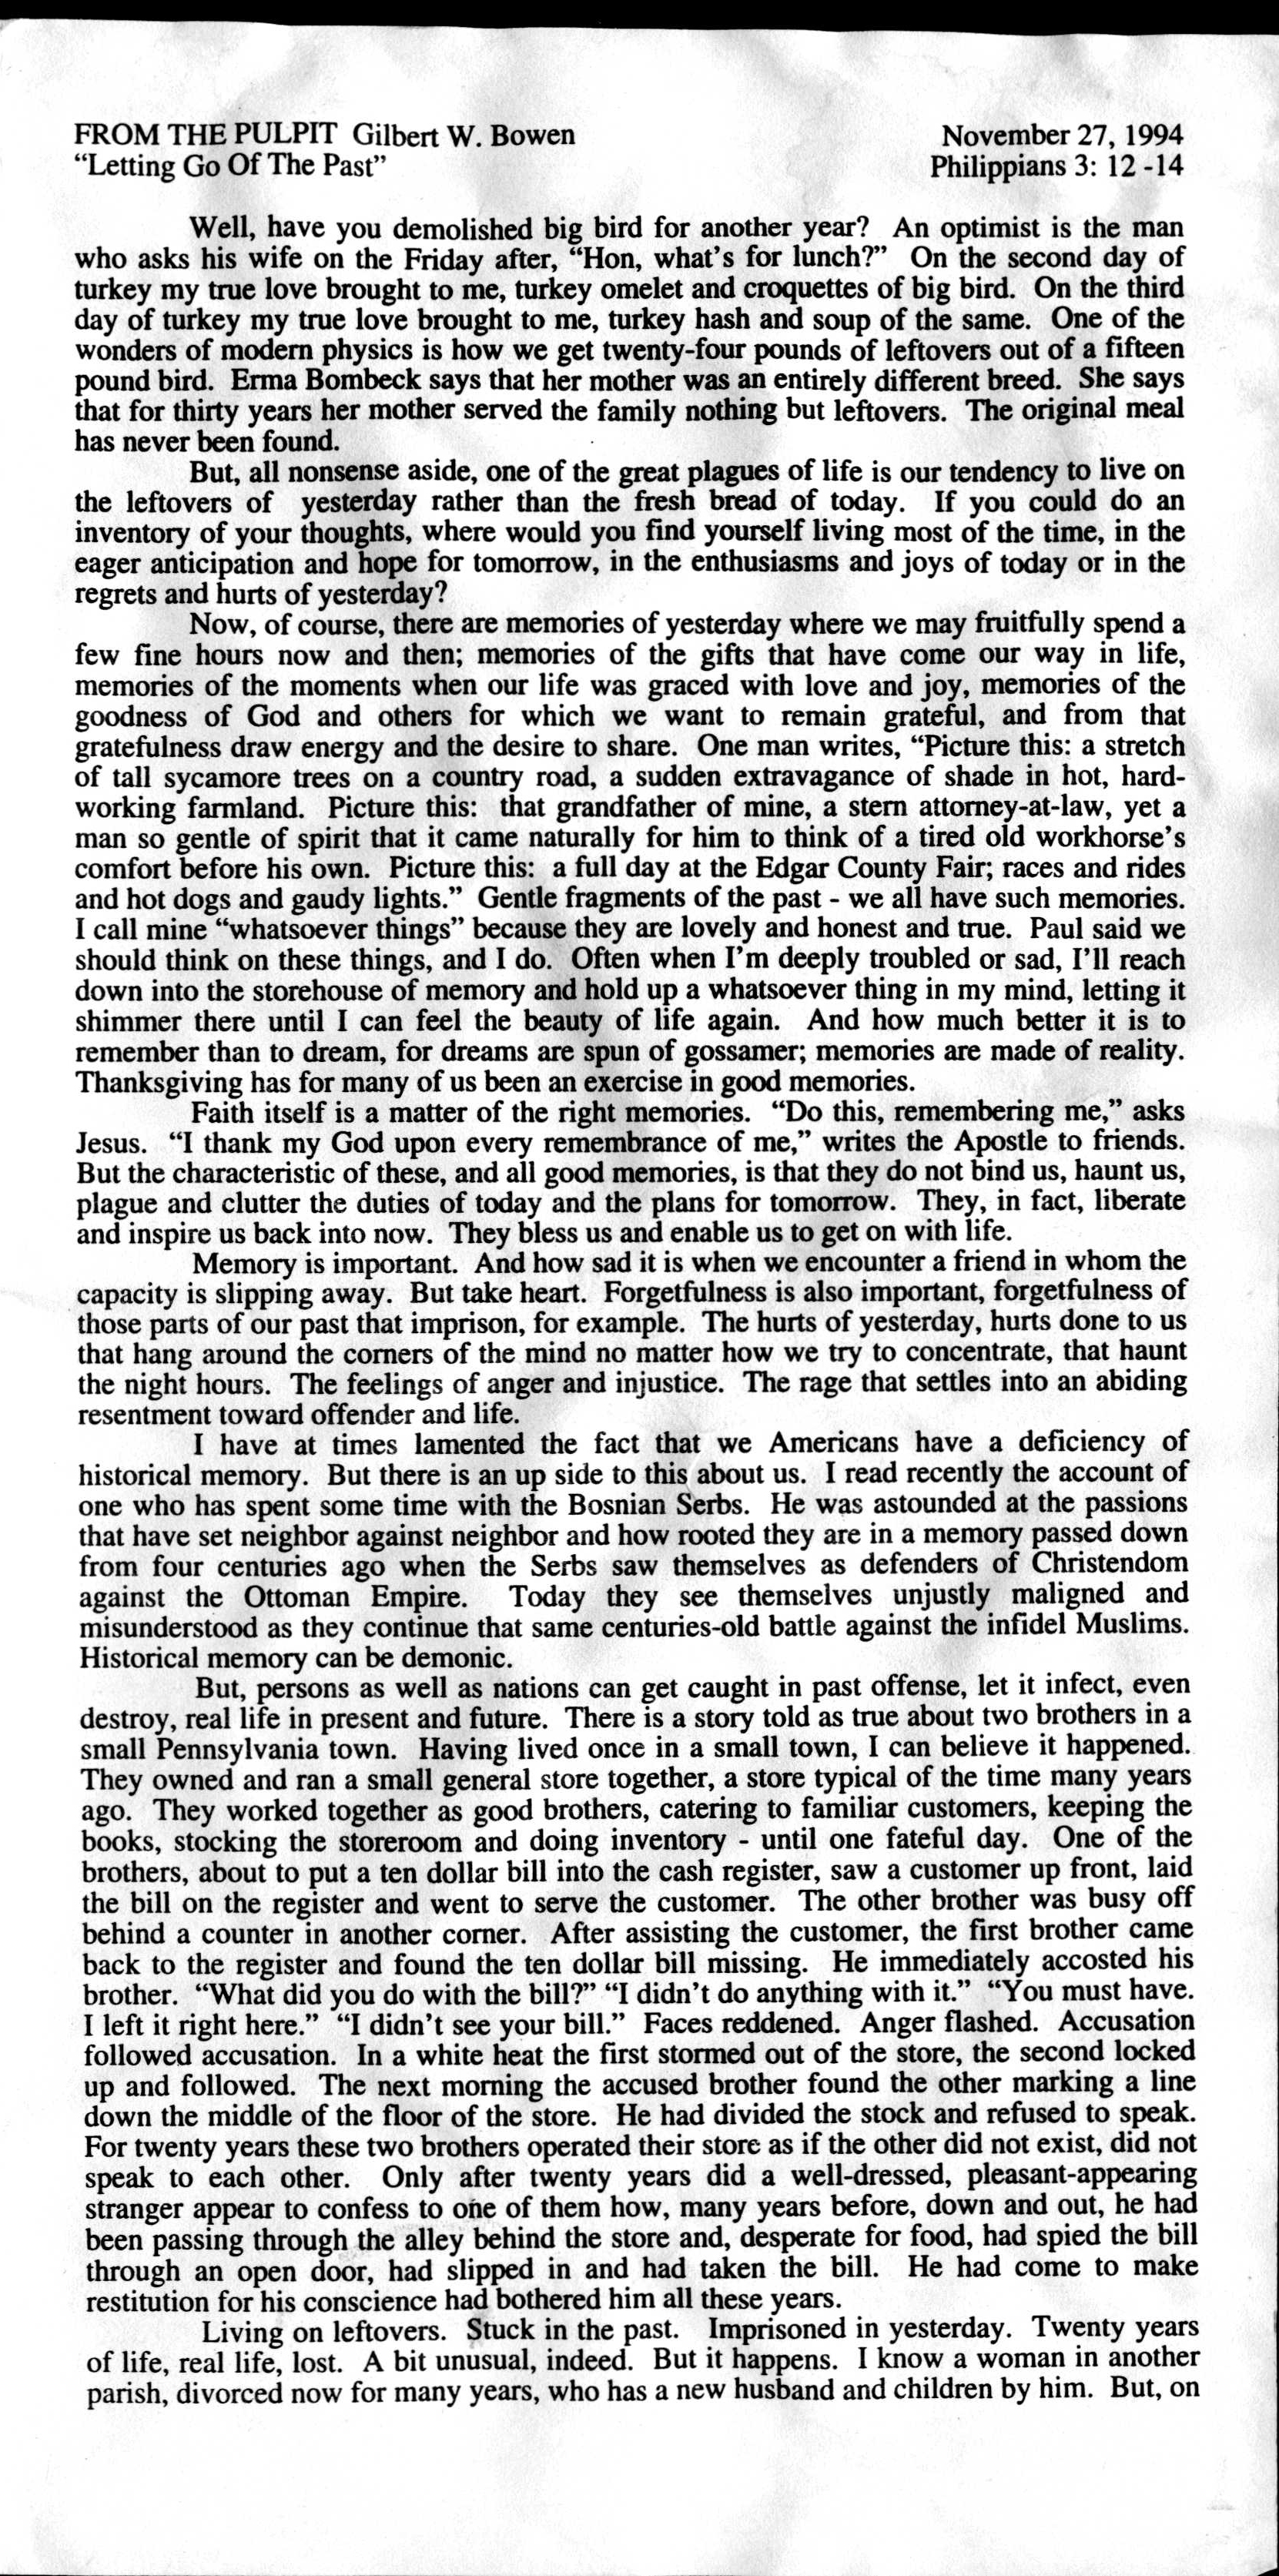 FROM THE PULPIT Gilbert W. Bowen November 27, 1994
“Letting Go Of The Past” Philippians 3: 12 -14
Well, have you demolished big bird for another year? An optimist is the man
who asks his wife on the Friday after, “Hon, what’s for lunch?” On the second day of
turkey my true love brought to me, turkey omelet and croquettes of big bird. On the third
day of turkey my true love brought to me, turkey hash and soup of the same. One of the
wonders of modern physics is how we get twenty-four pounds of leftovers out of a fifteen
pound bird. Erma Bombeck says that her mother was an entirely different breed. She says
that for thirty years her mother served the family nothing but leftovers. The original meal
has never been found.
But, all nonsense aside, one of the great plagues of life is our tendency to live on
the leftovers of yesterday rather than the fresh bread of today. If you could do an
inventory of your thoughts, where would you find yourself living most of the time, in the
eager anticipation and hope for tomorrow, in the enthusiasms and joys of today or in the
regrets and hurts of yesterday?
Now, of course, there are memories of yesterday where we may fruitfully spend a
few fine hours now and then; memories of the gifts that have come our way in life,
memories of the moments when our life was graced with love and joy, memories of the
goodness of God and others for which we want to remain grateful, and from that
gratefulness draw energy and the desire to share. One man writes, “Picture this: a stretch
of tall sycamore trees on a country road, a sudden extravagance of shade in hot, hard-
working farmland. Picture this: that grandfather of mine, a stern attorney-at-law, yet a
man so gentle of spirit that it came naturally for him to think of a tired old workhorse’s
comfort before his own. Picture this: a full day at the Edgar County Fair; races and rides
and hot dogs and gaudy lights.” Gentle fragments of the past - we all have such memories.
I call mine “whatsoever things” because they are lovely and honest and true. Paul said we
should think on these things, and I do. Often when I’m deeply troubled or sad, I’ll reach
down into the storehouse of memory and hold up a whatsoever thing in my mind, letting it
shimmer there until I can feel the beauty of life again. And how much better it is to
remember than to dream, for dreams are spun of gossamer; memories are made of reality.
Thanksgiving has for many of us been an exercise in good memories.
Faith itself is a matter of the right memories. “Do this, remembering me,” asks
Jesus. “I thank my God upon every remembrance of me,” writes the Apostle to friends.
But the characteristic of these, and all good memories, is that they do not bind us, haunt us,
plague and clutter the duties of today and the plans for tomorrow. They, in fact, liberate
and inspire us back into now. They bless us and enable us to get on with life.
Memory is important. And how sad it is when we encounter a friend in whom the
capacity is slipping away. But take heart. Forgetfulness is also important, forgetfulness of
those parts of our past that imprison, for example. The hurts of yesterday, hurts done to us
that hang around the corners of the mind no matter how we try to concentrate, that haunt
the night hours. The feelings of anger and injustice. The rage that settles into an abiding
resentment toward offender and life.
I have at times lamented the fact that we Americans have a deficiency of
historical memory. But there is an up side to this about us. I read recently the account of
one who has spent some time with the Bosnian Serbs. He was astounded at the passions
that have set neighbor against neighbor and how rooted they are in a memory passed down
from four centuries ago when the Serbs saw themselves as defenders of Christendom
against the Ottoman Empire. Today they see themselves unjustly maligned and
misunderstood as they continue that same centuries-old battle against the infidel Muslims.
Historical memory can be demonic.
But, persons as well as nations can get caught in past offense, let it infect, even
destroy, real life in present and future. There is a story told as true about two brothers in a
small Pennsylvania town. Having lived once in a small town, I can believe it happened.
They owned and ran a small general store together, a store typical of the time many years
ago. They worked together as good brothers, catering to familiar customers, keeping the
books, stocking the storeroom and doing inventory - until one fateful day. One of the
brothers, about to put a ten dollar bill into the cash register, saw a customer up front, laid
the bill on the register and went to serve the customer. The other brother was busy off
behind a counter in another corner. After assisting the customer, the first brother came
back to the register and found the ten dollar bill missing. He immediately accosted his
brother. “What did you do with the bill?” “I didn’t do anything with it.” “You must have.
I left it right here.” “I didn’t see your bill.” Faces reddened. Anger flashed. Accusation
followed accusation. In a white heat the first stormed out of the store, the second locked
up and followed. The next morning the accused brother found the other marking a line
down the middle of the floor of the store. He had divided the stock and refused to speak.
For twenty years these two brothers operated their store as if the other did not exist, did not
speak to each other. Only after twenty years did a well-dressed, pleasant-appearing
stranger appear to confess to one of them how, many years before, down and out, he had
been passing through the alley behind the store and, desperate for food, had spied the bill
through an open door, had slipped in and had taken the bill. He had come to make
restitution for his conscience had bothered him all these years.
Living on leftovers. Stuck in the past. Imprisoned in yesterday. Twenty years
of life, real life, lost. A bit unusual, indeed. But it happens. I know a woman in another
parish, divorced now for many years, who has a new husband and children by him. But, on